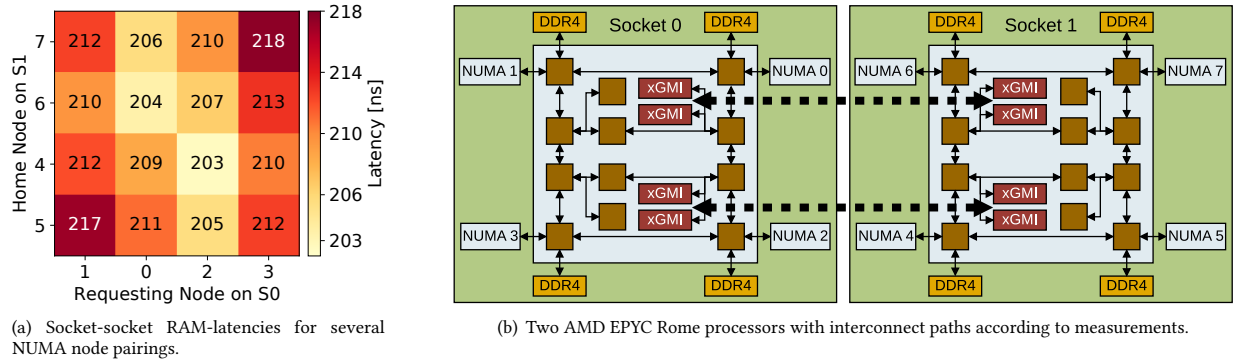 Home Node on S1
7
6
4
5
212 206 210 218
210 204 207 213
212 209 203 210
217 211 205 212
1 0 2 3
Requesting Node on S0
218
214
210
206
203
Latency [ns]
(a) Socket-socket RAM-latencies for several
NUMA node pairings.
DDR4 Socket 0 DDR4
NUMA 1 NUMA 0
xGMI
xGMI
xGMI
xGMI
NUMA 3 NUMA 2
DDR4 DDR4
DDR4 Socket 1 DDR4
NUMA 6 NUMA 7
xGMI
xGMI
xGMI
xGMI
NUMA 4 NUMA 5
DDR4 DDR4
(b) Two AMD EPYC Rome processors with interconnect paths according to measurements.